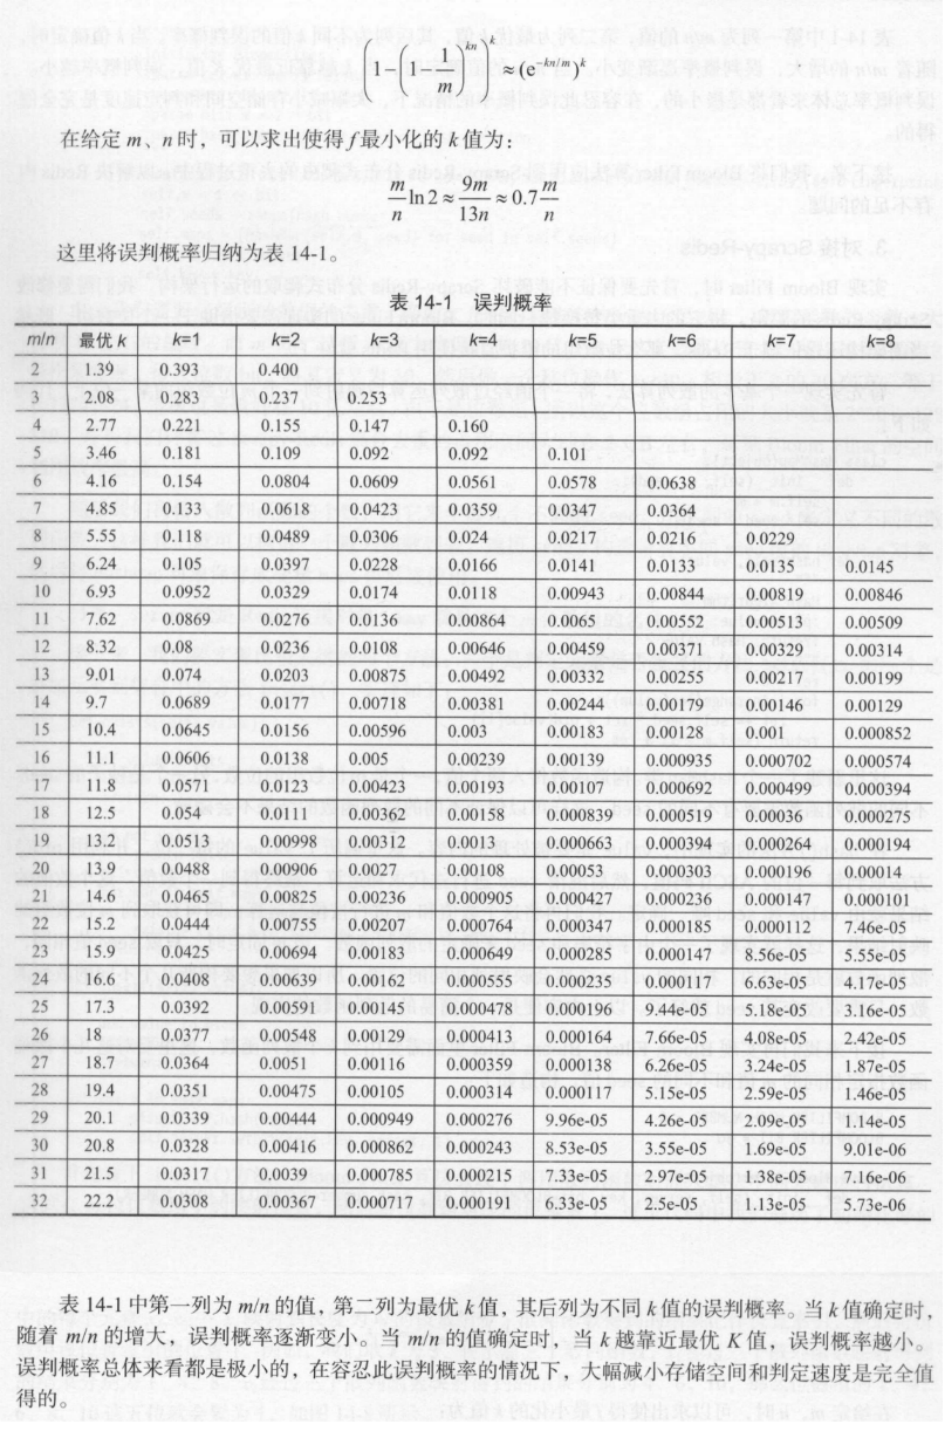 (1-(1-1/m)^kn)^k ≈(e^-kn/m)^k
在给定 m、n时，可以求出使得f最小化的k值为：
m/n ln 2≈ 9m/13n ≈0.7 m/n
这里将误判概率归纳为表 14-1。
表 14-1 误判概率
m/n 最优 k k=1 k=2 k=3 k=4 k=5 k=6 k=7 k=8
2 1.39 0.393 0.400
3 2.08 0.283 0.237 0.253
4 2.77 0.221 0.155 0.147 0.160
5 3.46 0.181 0.109 0.092 0.092 0.101
6 4.16 0.154 0.0804 0.0609 0.0561 0.0578 0.0638
7 4.85 0.133 0.0618 0.0423 0.0359 0.0347 0.0364
8 5.55 0.118 0.0489 0.0306 0.024 0.0217 0.0216 0.0229
9 6.24 0.105 0.0397 0.0228 0.0166 0.0141 0.0133 0.0135 0.0145
10 6.93 0.0952 0.0329 0.0174 0.0118 0.00943 0.00844 0.00819 0.00846
11 7.62 0.0869 0.0276 0.0136 0.00864 0.0065 0.00552 0.00513 0.00509
12 8.32 0.08 0.0236 0.0108 0.00646 0.00459 0.00371 0.00329 0.00314
13 9.01 0.074 0.0203 0.00875 0.00492 0.00332 0.00255 0.00217 0.00199
14 9.7 0.0689 0.0177 0.00718 0.00381 0.00244 0.00179 0.00146 0.00129
15 10.4 0.0645 0.0156 0.00596 0.003 0.00183 0.00128 0.001 0.000852
16 11.1 0.0606 0.0138 0.005 0.00239 0.00139 0.000935 0.000702 0.000574
17 11.8 0.0571 0.0123 0.00423 0.00193 0.00107 0.000692 0.000499 0.000394
18 12.5 0.054 0.0111 0.00362 0.00158 0.000839 0.000519 0.00036 0.000275
19 13.2 0.0513 0.00998 0.00312 0.0013 0.000663 0.000394 0.000264 0.000194
20 13.9 0.0488 0.00906 0.0027 0.00108 0.00053 0.000303 0.000196 0.00014
21 14.6 0.0465 0.00825 0.00236 0.000905 0.000427 0.000236 0.000147 0.000101
22 15.2 0.0444 0.00755 0.00207 0.000764 0.000347 0.000185 0.000112 7.46e-05
23 15.9 0.0425 0.00694 0.00183 0.000649 0.000285 0.000147 8.56e-05 5.55e-05
24 16.6 0.0408 0.00639 0.00162 0.000555 0.000235 0.000117 6.63e-05 4.17e-05
25 17.3 0.0392 0.00591 0.00145 0.000478 0.000196 9.44e-05 5.18e-05 3.16e-05
26 18 0.0377 0.00548 0.00129 0.000413 0.000164 7.66e-05 4.08e-05 2.42e-05
27 18.7 0.0364 0.0051 0.00116 0.000359 0.000138 6.26e-05 3.24e-05 1.87e-05
28 19.4 0.0351 0.00475 0.00105 0.000314 0.000117 5.15e-05 2.59e-05 1.46e-05
29 20.1 0.0339 0.00444 0.000949 0.000276 9.96e-05 4.26e-05 2.09e-05 1.14e-05
30 20.8 0.0328 0.00416 0.000862 0.000243 8.53e-05 3.55e-05 1.69e-05 9.01e-06
31 21.5 0.0317 0.0039 0.000785 0.000215 7.33e-05 2.97e-05 1.38e-05 7.16e-06
32 22.2 0.0308 0.00367 0.000717 0.000191 6.33e-05 2.5e-05 1.13e-05 5.73e-06
表 14-1 中第一列为 m/n 的值，第二列为最优 k 值，其后列为不同 k 值的误判概率。当 k 值确定时，
随着 m/n 的增大，误判概率逐渐变小。当 m/n 的值确定时，当 k 越靠近最优 K 值，误判概率越小。
误判概率总体来看都是极小的，在容忍此误判概率的情况下，大幅减小存储空间和判定速度是完全值
得的。